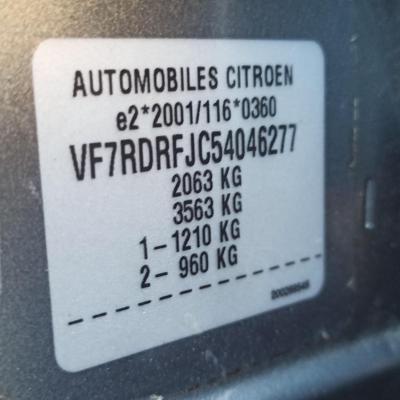 AUTOMOBILES CITROEN
e2*2001/116*0360
VF7RDRFJC54046277
2063 KG
3563 KG
1- 1210 KG
2- 960 KG